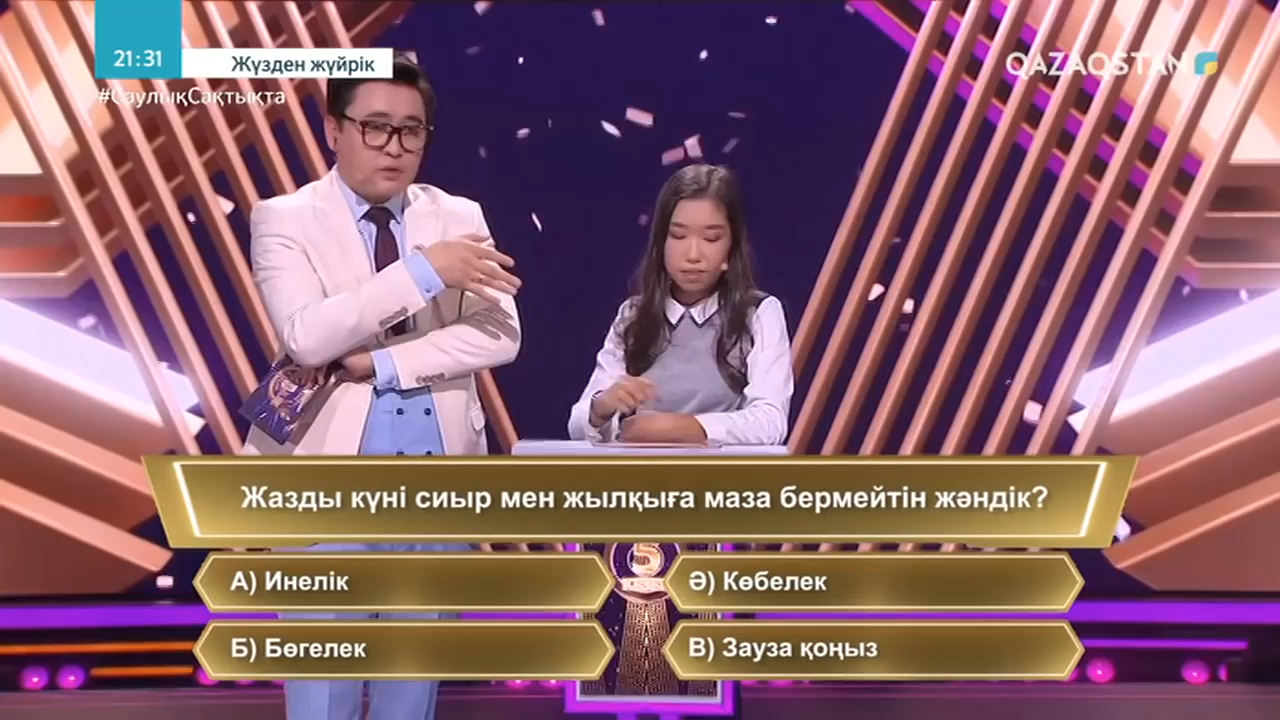 21:31
Жүзден жүйрік
#СаулықСақтықта
QAZAQSTAN
Жазды күні сиыр мен жылқыға маза бермейтін жәндік?
А) Инелік
Ә) Көбелек
Б) Бөгелек
В) Зауза қоңыз
5